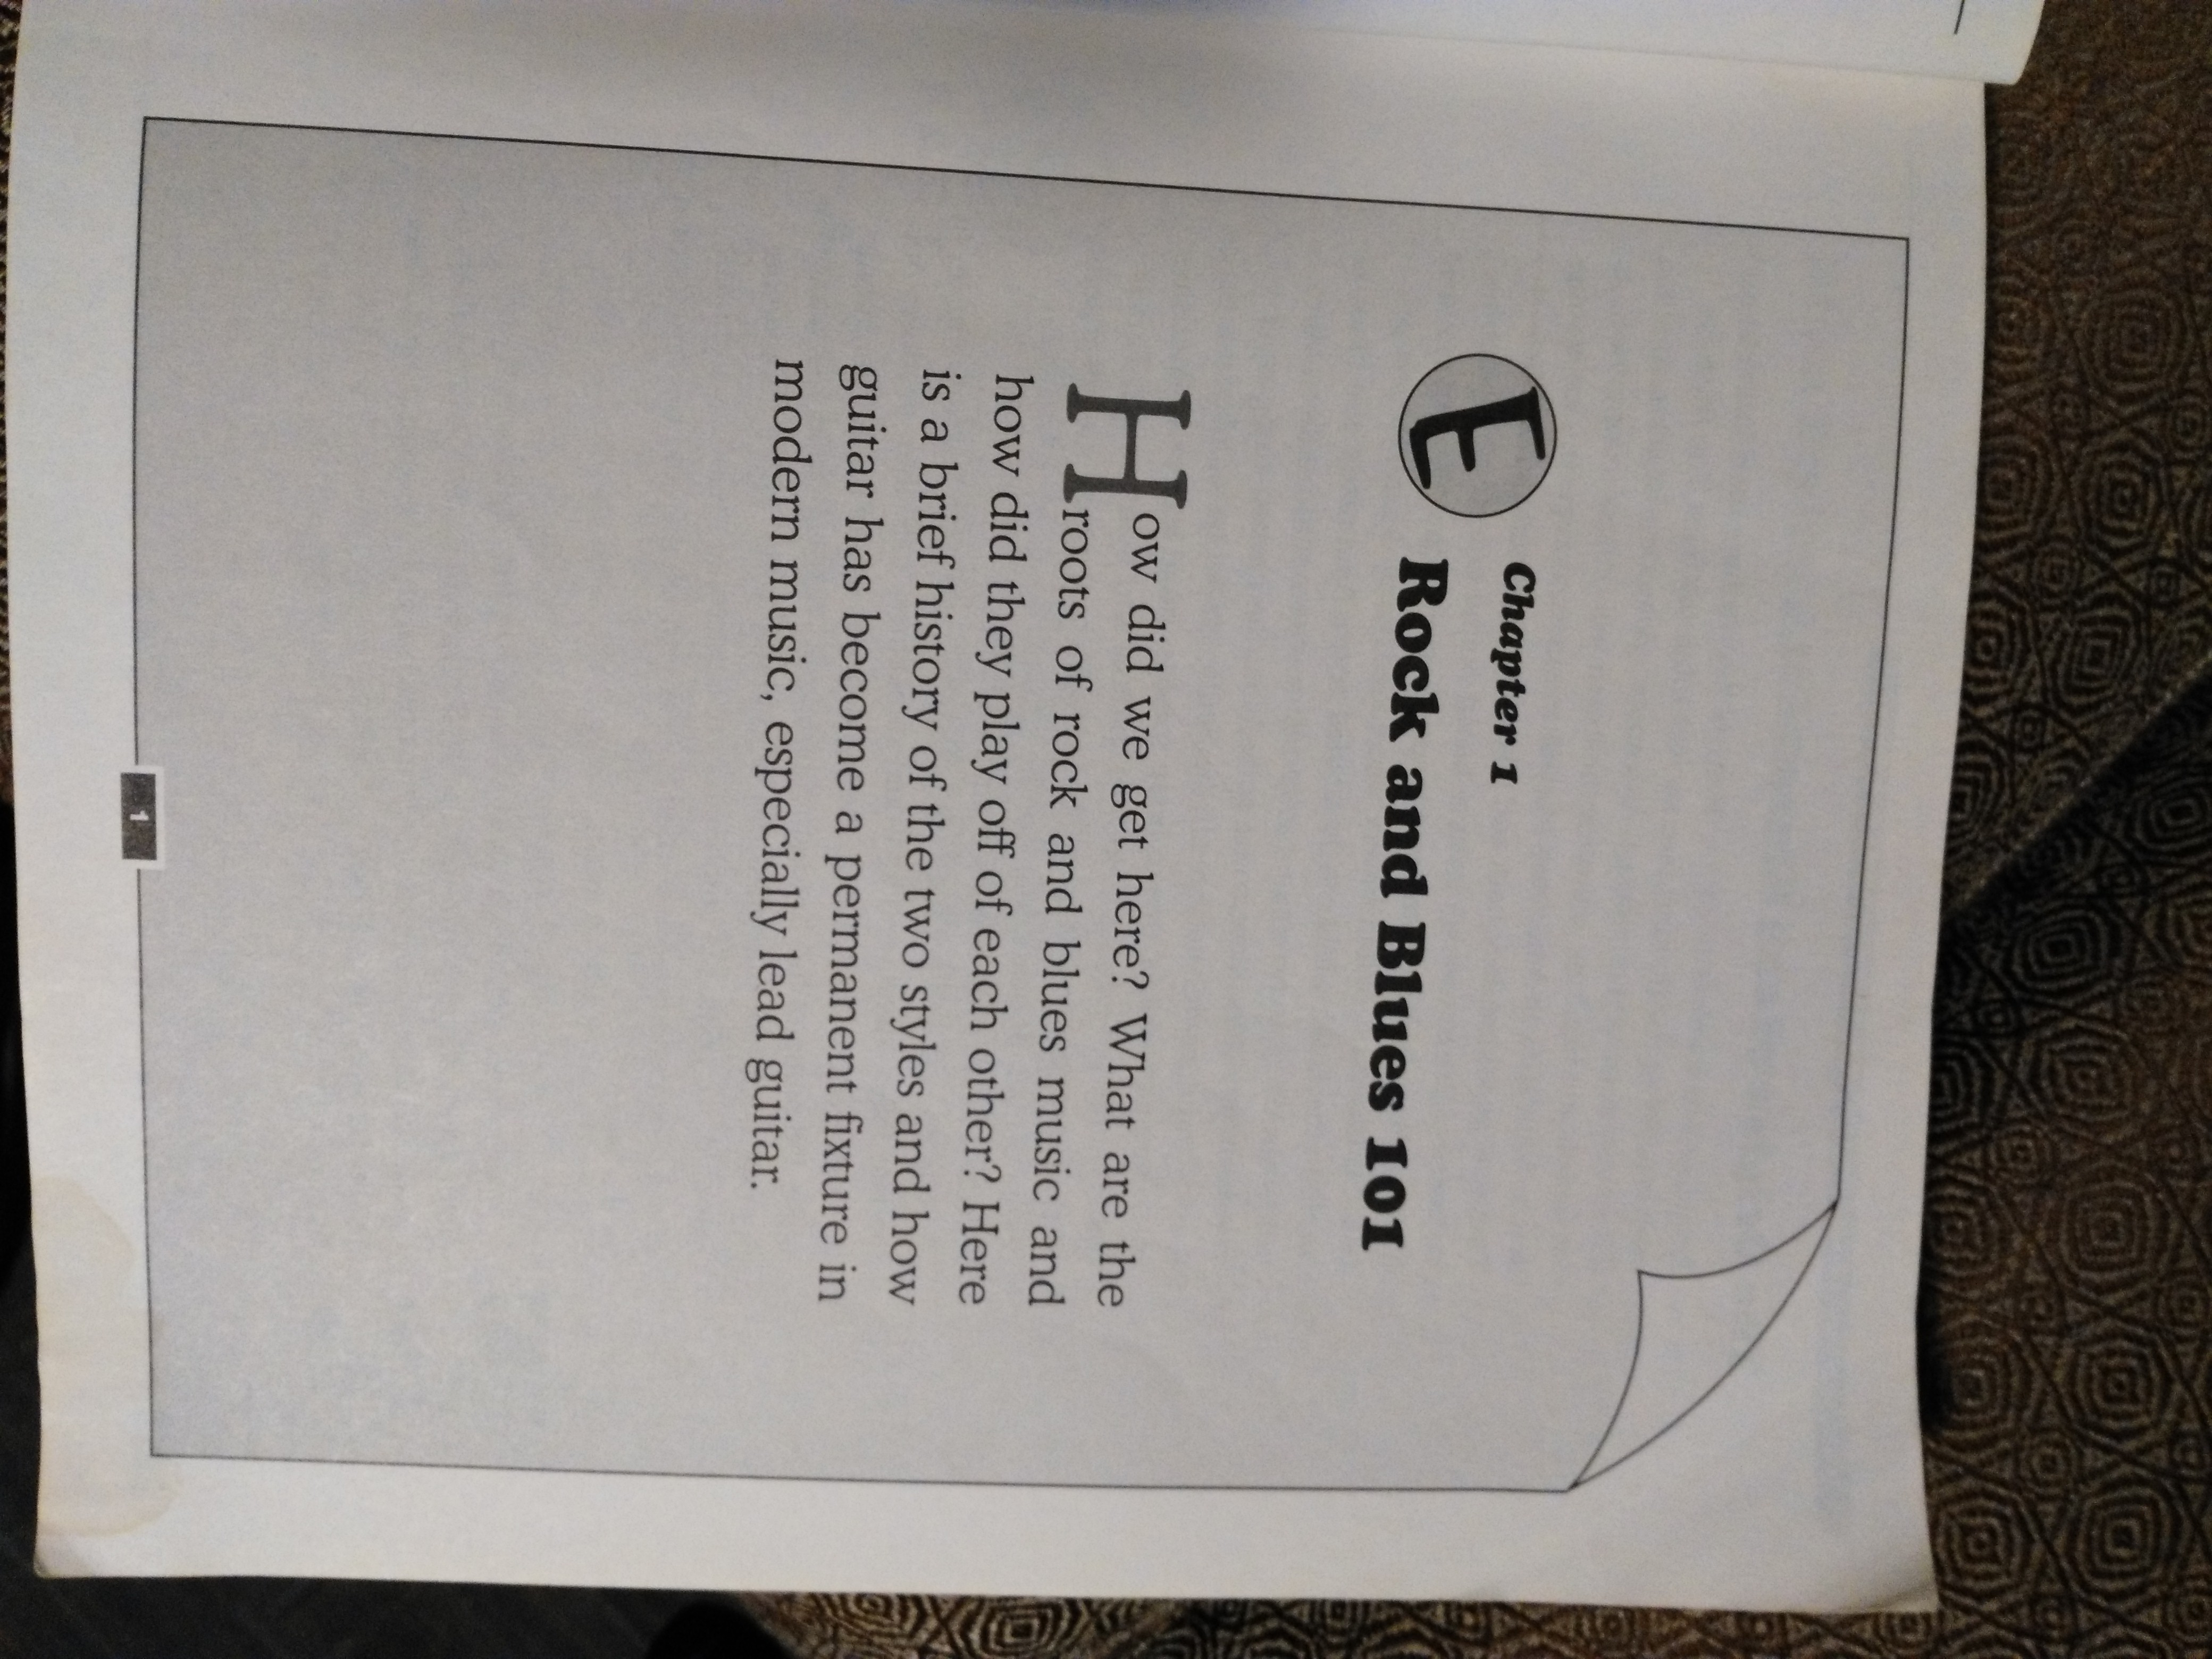 E
Chapter 1
Rock and Blues 101
How did we get here? What are the
roots of rock and blues music and
how did they play off of each other? Here
is a brief history of the two styles and how
guitar has become a permanent fixture in
modern music, especially lead guitar.
1